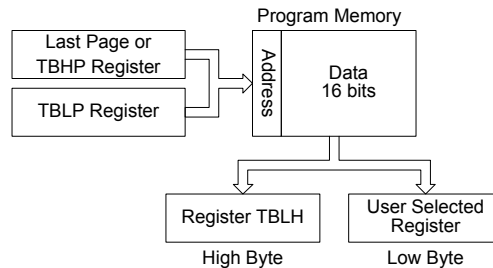 Program Memory
Last Page or
TBHP Register
TBLP Register
Address
Data
16 bits
Register TBLH
High Byte
User Selected
Register
Low Byte